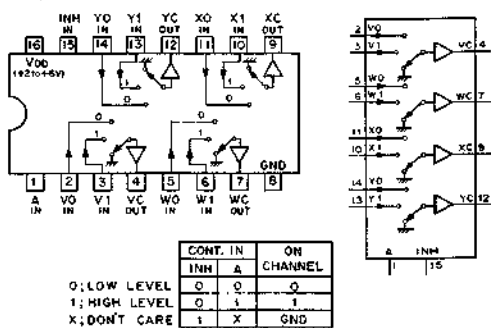 INH IN Y0 IN Y1 IN YC OUT X0 IN X1 IN XC OUT
16 15 14 13 12 11 10 9
VDD
(+2to+6V)
0 1 0 1
1 0 1 0
GND
1 2 3 4 5 6 7 8
A IN V0 IN V1 IN VC OUT W0 IN W1 IN WC OUT
2 V0
3 V1
VC 4
5 W0
6 W1
WC 7
11 X0
10 X1
XC 9
14 Y0
13 Y1
YC 12
A INH
1 15
CONT. IN ON CHANNEL
INH A
0 0 0
0 1 1
1 X GND
0; LOW LEVEL
1; HIGH LEVEL
X; DON'T CARE